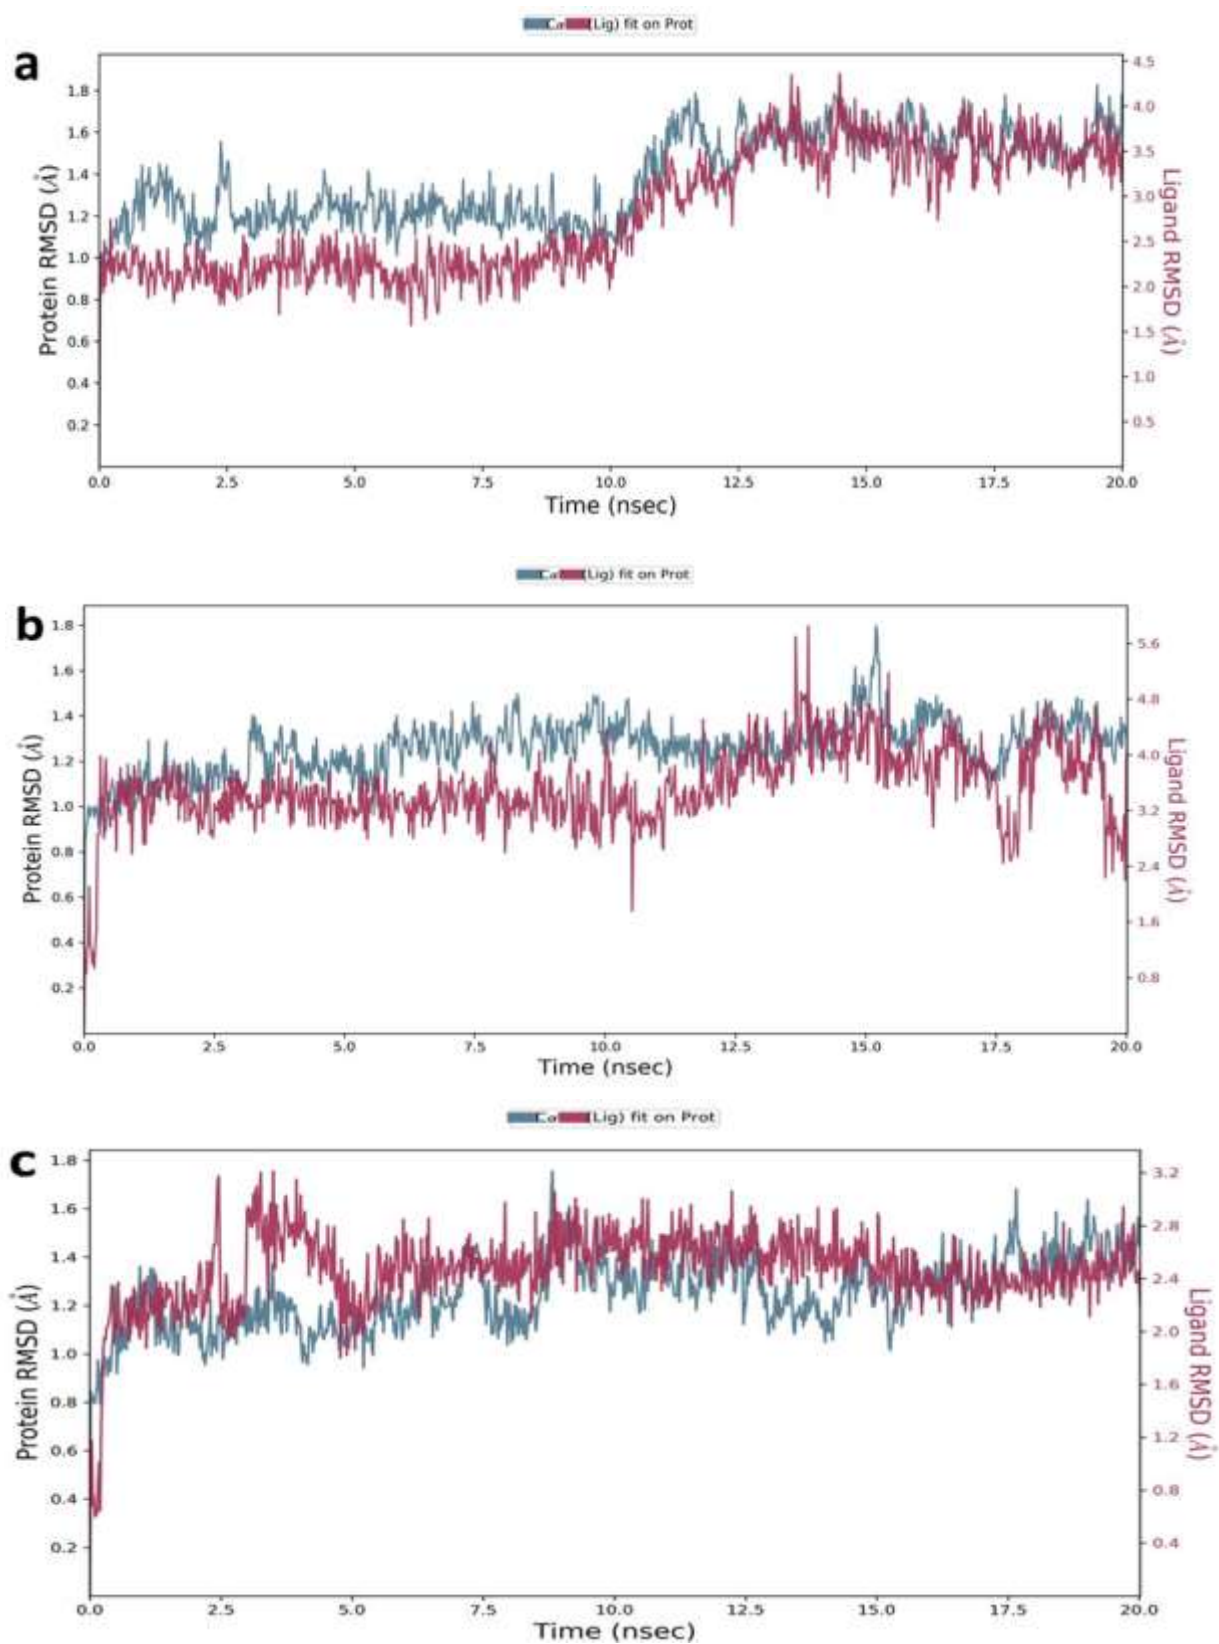 Cα (Lig) fit on Prot
a
Protein RMSD (Å)
1.8
1.6
1.4
1.2
1.0
0.8
0.6
0.4
0.2
4.5
4.0
3.5
3.0
2.5
2.0
1.5
1.0
0.5
Ligand RMSD (Å)
0.0 2.5 5.0 7.5 10.0 12.5 15.0 17.5 20.0
Time (nsec)
Cα (Lig) fit on Prot
b
Protein RMSD (Å)
1.8
1.6
1.4
1.2
1.0
0.8
0.6
0.4
0.2
5.6
4.8
4.0
3.2
2.4
1.6
0.8
Ligand RMSD (Å)
0.0 2.5 5.0 7.5 10.0 12.5 15.0 17.5 20.0
Time (nsec)
Cα (Lig) fit on Prot
c
Protein RMSD (Å)
1.8
1.6
1.4
1.2
1.0
0.8
0.6
0.4
0.2
3.2
2.8
2.4
2.0
1.6
1.2
0.8
0.4
Ligand RMSD (Å)
0.0 2.5 5.0 7.5 10.0 12.5 15.0 17.5 20.0
Time (nsec)